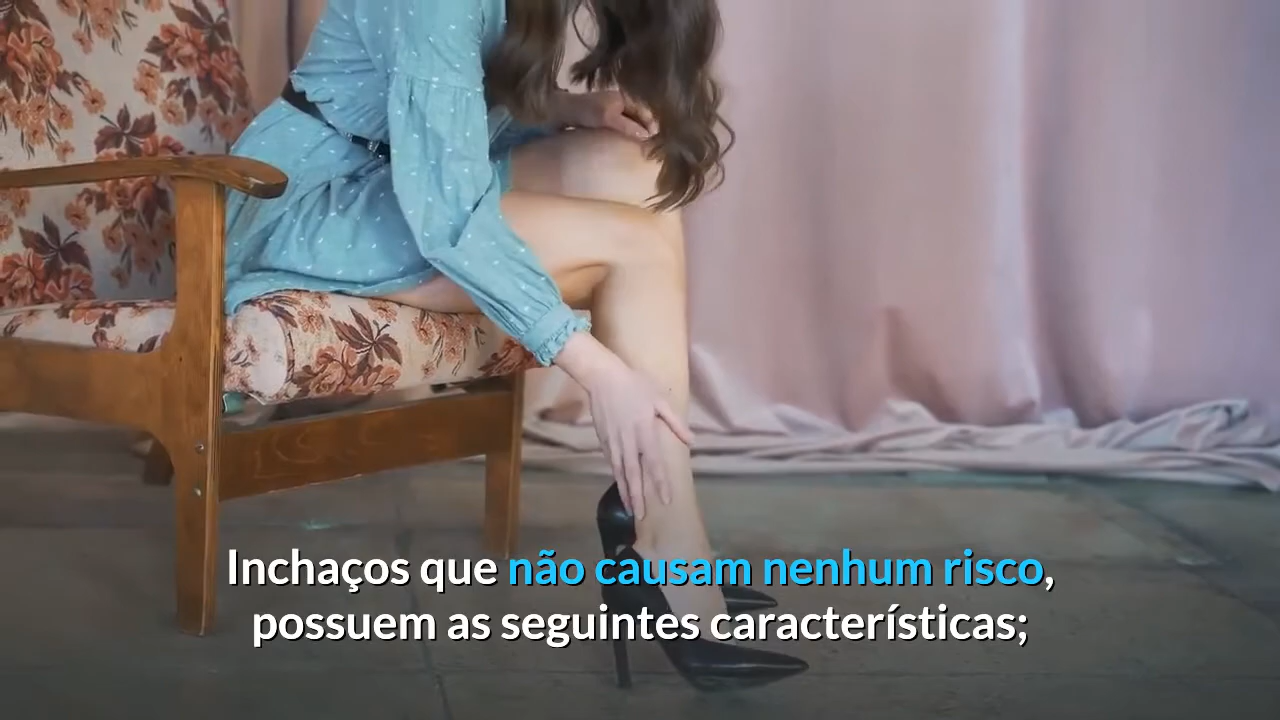 Inchaços que não causam nenhum risco,
possuem as seguintes características;